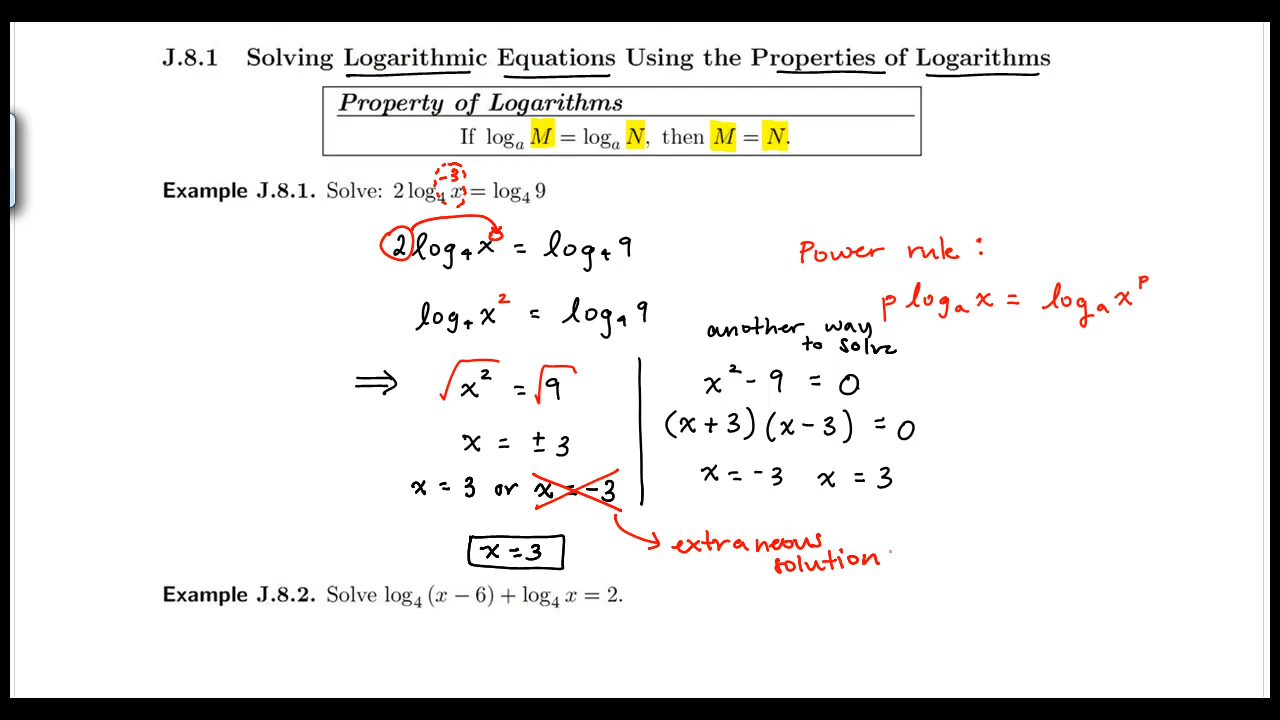 J.8.1 Solving Logarithmic Equations Using the Properties of Logarithms
Property of Logarithms
If logₐ M = logₐ N, then M = N.
-3
Example J.8.1. Solve: 2 log₄ x = log₄ 9
2 log₄ x = log₄ 9
Power rule:
p logₐ x = logₐ xᵖ
log₄ x² = log₄ 9
another way
to solve
⟹ √x² = √9
x² - 9 = 0
x = ± 3
(x + 3) (x - 3) = 0
x = 3 or x = -3
x = -3 x = 3
x = 3
extraneous
solution
Example J.8.2. Solve log₄ (x − 6) + log₄ x = 2.